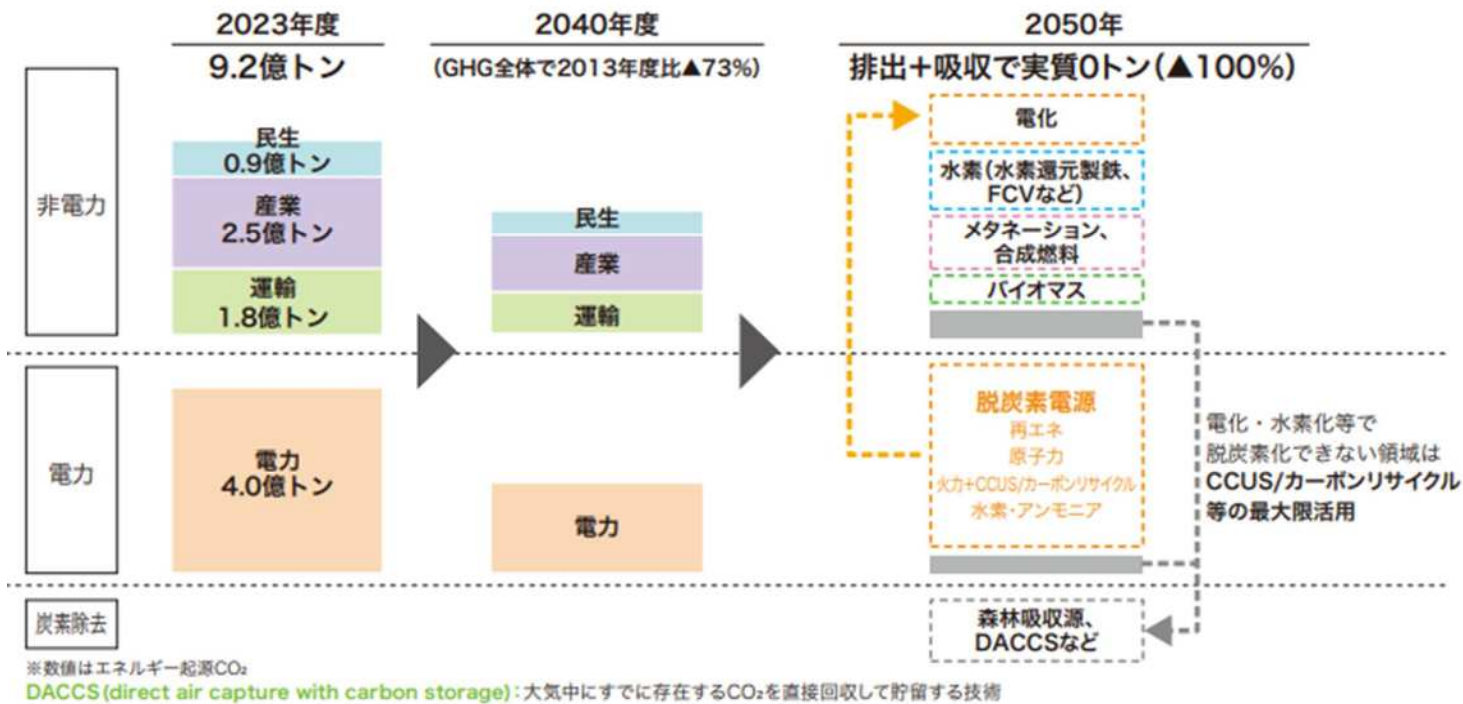 2023年度
9.2億トン
2040年度
(GHG全体で2013年度比▲73%)
2050年
排出+吸収で実質0トン(▲100%)
非電力
民生
0.9億トン
産業
2.5億トン
運輸
1.8億トン
民生
産業
運輸
電化
水素(水素還元製鉄、
FCVなど)
メタネーション、
合成燃料
バイオマス
電力
電力
4.0億トン
電力
脱炭素電源
再エネ
原子力
火力+CCUS/カーボンリサイクル
水素・アンモニア
電化・水素化等で
脱炭素化できない領域は
CCUS/カーボンリサイクル
等の最大限活用
炭素除去
森林吸収源、
DACCSなど
※数値はエネルギー起源CO₂
DACCS(direct air capture with carbon storage):大気中にすでに存在するCO₂を直接回収して貯留する技術